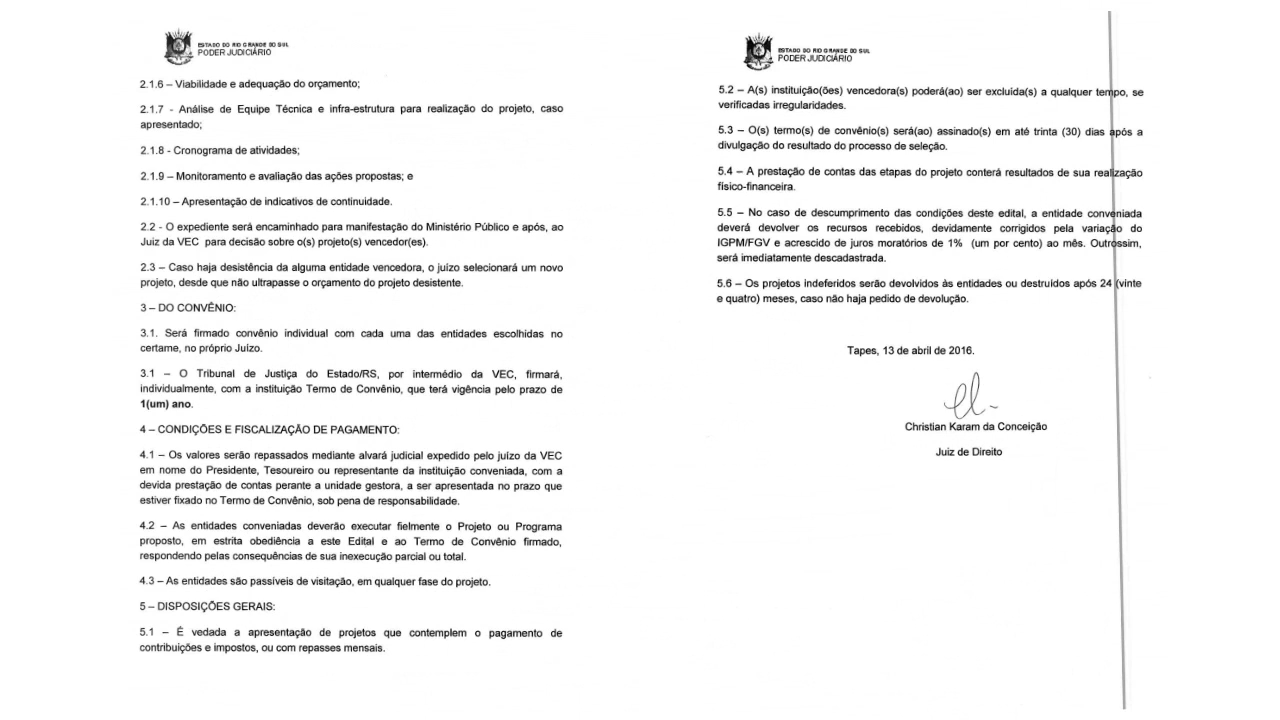 ESTADO DO RIO GRANDE DO SUL
PODER JUDICIÁRIO
2.1.6 – Viabilidade e adequação do orçamento;
2.1.7 - Análise de Equipe Técnica e infra-estrutura para realização do projeto, caso
apresentado;
2.1.8 - Cronograma de atividades;
2.1.9 – Monitoramento e avaliação das ações propostas; e
2.1.10 – Apresentação de indicativos de continuidade.
2.2 - O expediente será encaminhado para manifestação do Ministério Público e após, ao
Juiz da VEC para decisão sobre o(s) projeto(s) vencedor(es).
2.3 – Caso haja desistência da alguma entidade vencedora, o juízo selecionará um novo
projeto, desde que não ultrapasse o orçamento do projeto desistente.
3 – DO CONVÊNIO:
3.1. Será firmado convênio individual com cada uma das entidades escolhidas no
certame, no próprio Juízo.
3.1 – O Tribunal de Justiça do Estado/RS, por intermédio da VEC, firmará,
individualmente, com a instituição Termo de Convênio, que terá vigência pelo prazo de
1(um) ano.
4 – CONDIÇÕES E FISCALIZAÇÃO DE PAGAMENTO:
4.1 – Os valores serão repassados mediante alvará judicial expedido pelo juízo da VEC
em nome do Presidente, Tesoureiro ou representante da instituição conveniada, com a
devida prestação de contas perante a unidade gestora, a ser apresentada no prazo que
estiver fixado no Termo de Convênio, sob pena de responsabilidade.
4.2 – As entidades conveniadas deverão executar fielmente o Projeto ou Programa
proposto, em estrita obediência a este Edital e ao Termo de Convênio firmado,
respondendo pelas consequências de sua inexecução parcial ou total.
4.3 – As entidades são passíveis de visitação, em qualquer fase do projeto.
5 – DISPOSIÇÕES GERAIS:
5.1 – É vedada a apresentação de projetos que contemplem o pagamento de
contribuições e impostos, ou com repasses mensais.
ESTADO DO RIO GRANDE DO SUL
PODER JUDICIÁRIO
5.2 – A(s) instituição(ões) vencedora(s) poderá(ao) ser excluída(s) a qualquer tempo, se
verificadas irregularidades.
5.3 – O(s) termo(s) de convênio(s) será(ao) assinado(s) em até trinta (30) dias após a
divulgação do resultado do processo de seleção.
5.4 – A prestação de contas das etapas do projeto conterá resultados de sua realização
físico-financeira.
5.5 – No caso de descumprimento das condições deste edital, a entidade conveniada
deverá devolver os recursos recebidos, devidamente corrigidos pela variação do
IGPM/FGV e acrescido de juros moratórios de 1% (um por cento) ao mês. Outrossim,
será imediatamente descadastrada.
5.6 – Os projetos indeferidos serão devolvidos às entidades ou destruídos após 24 (vinte
e quatro) meses, caso não haja pedido de devolução.
Tapes, 13 de abril de 2016.
Christian Karam da Conceição
Juiz de Direito